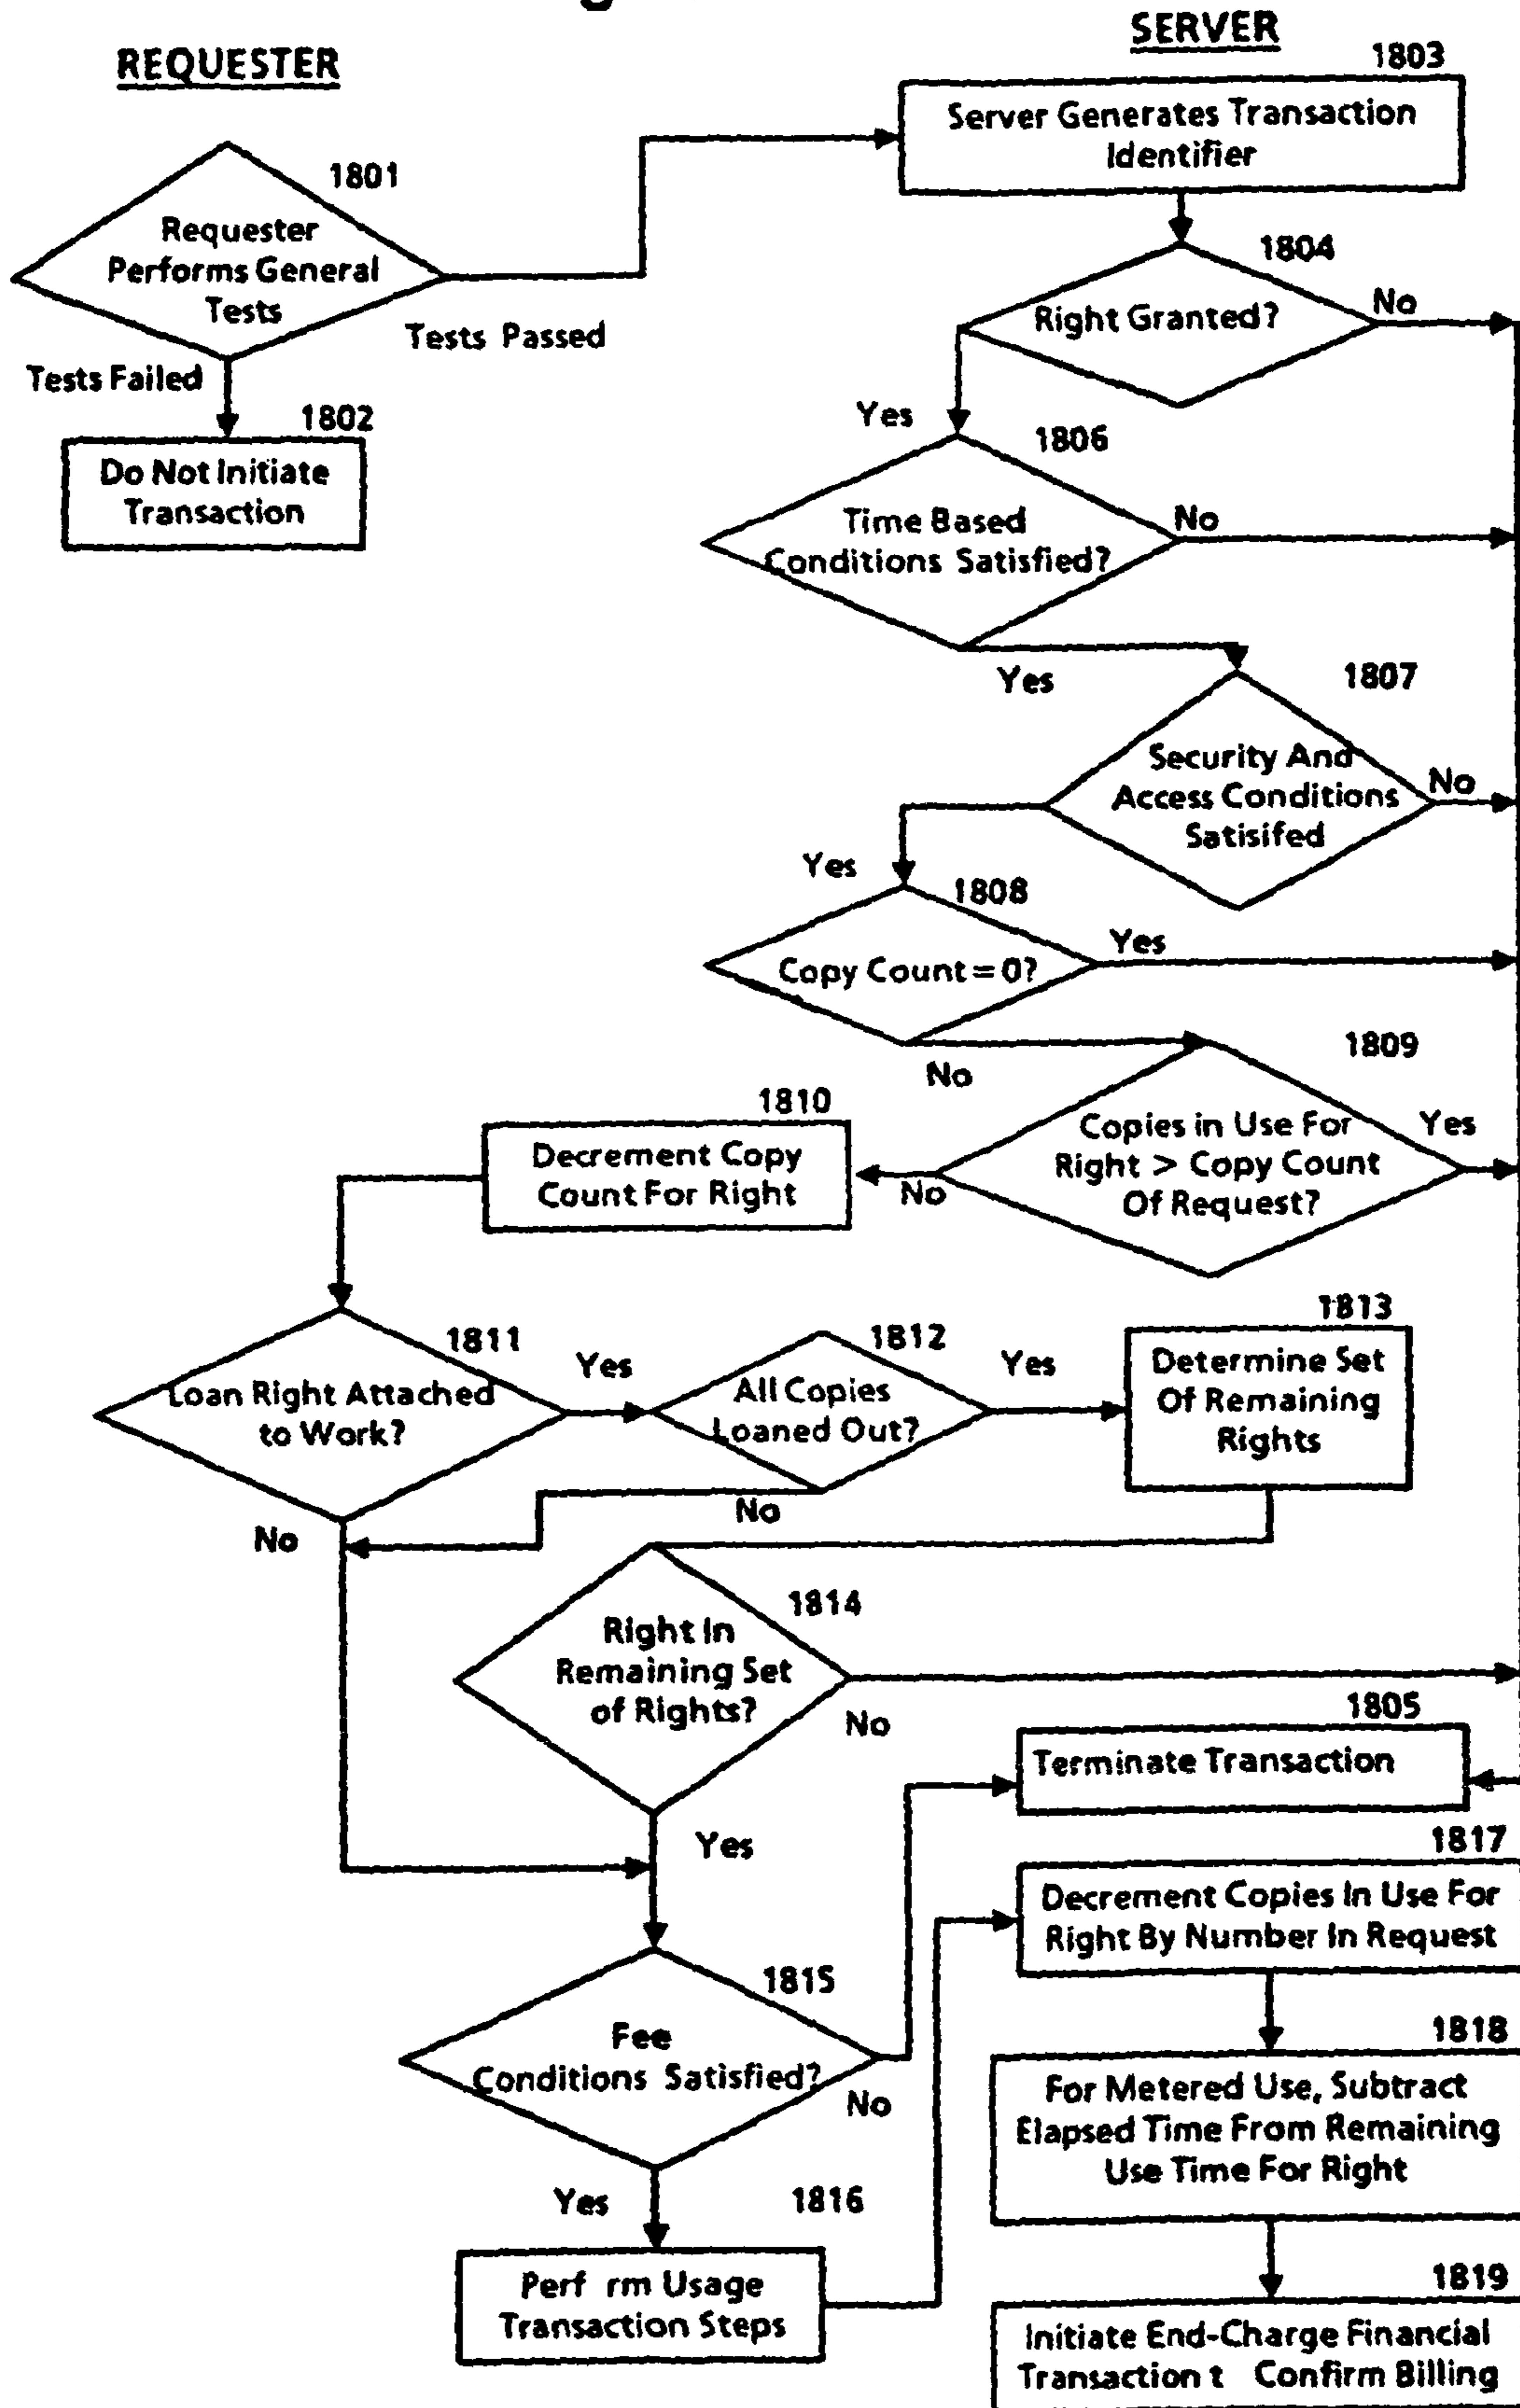 REQUESTER
SERVER
1803
Server Generates Transaction
Identifier
1801
Requester
Performs General
Tests
Tests Passed
Tests Failed
1802
Do Not Initiate
Transaction
1804
Right Granted?
No
Yes
1806
Time Based
Conditions Satisfied?
No
Yes
1807
Security And
Access Conditions
Satisifed
No
Yes
1808
Copy Count = 0?
Yes
No
1809
Copies in Use For
Right > Copy Count
Of Request?
Yes
No
1810
Decrement Copy
Count For Right
1811
Loan Right Attached
to Work?
Yes
No
1812
All Copies
Loaned Out?
Yes
No
1813
Determine Set
Of Remaining
Rights
1814
Right In
Remaining Set
of Rights?
No
Yes
1805
Terminate Transaction
1815
Fee
Conditions Satisfied?
No
Yes
1816
Perf rm Usage
Transaction Steps
1817
Decrement Copies In Use For
Right By Number In Request
1818
For Metered Use, Subtract
Elapsed Time From Remaining
Use Time For Right
1819
Initiate End-Charge Financial
Transaction t Confirm Billing